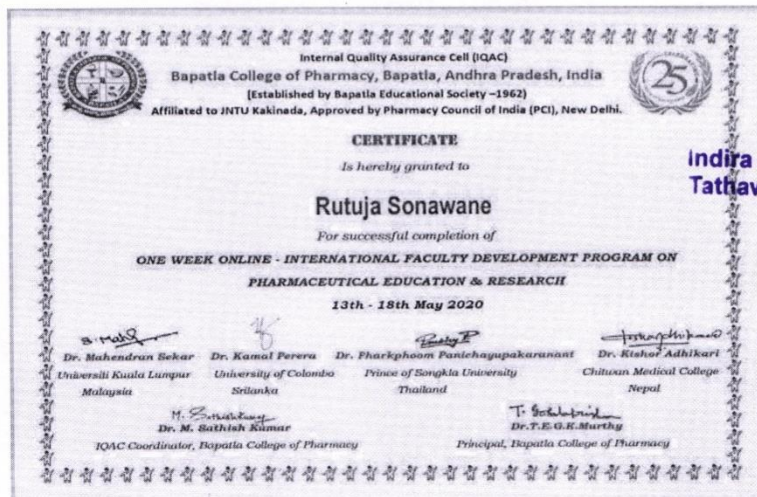 Internal Quality Assurance Cell (IQAC)
Bapatla College of Pharmacy, Bapatla, Andhra Pradesh, India
(Established by Bapatla Educational Society –1962)
Affiliated to JNTU Kakinada, Approved by Pharmacy Council of India (PCI), New Delhi.
25
CERTIFICATE
Is hereby granted to
Indira
Tathaw
Rutuja Sonawane
For successful completion of
ONE WEEK ONLINE - INTERNATIONAL FACULTY DEVELOPMENT PROGRAM ON
PHARMACEUTICAL EDUCATION & RESEARCH
13th - 18th May 2020
Dr. Mahendran Sekar Dr. Kamal Perera Dr. Fharkphoom Panichayupakaranant Dr. Kishor Adhikari
Universiti Kuala Lumpur University of Colombo Prince of Songkla University Chitwan Medical College
Malaysia Srilanka Thailand Nepal
Dr. M. Sathish Kumar Dr.T.E.G.K.Murthy
IQAC Coordinator, Bapatla College of Pharmacy Principal, Bapatla College of Pharmacy